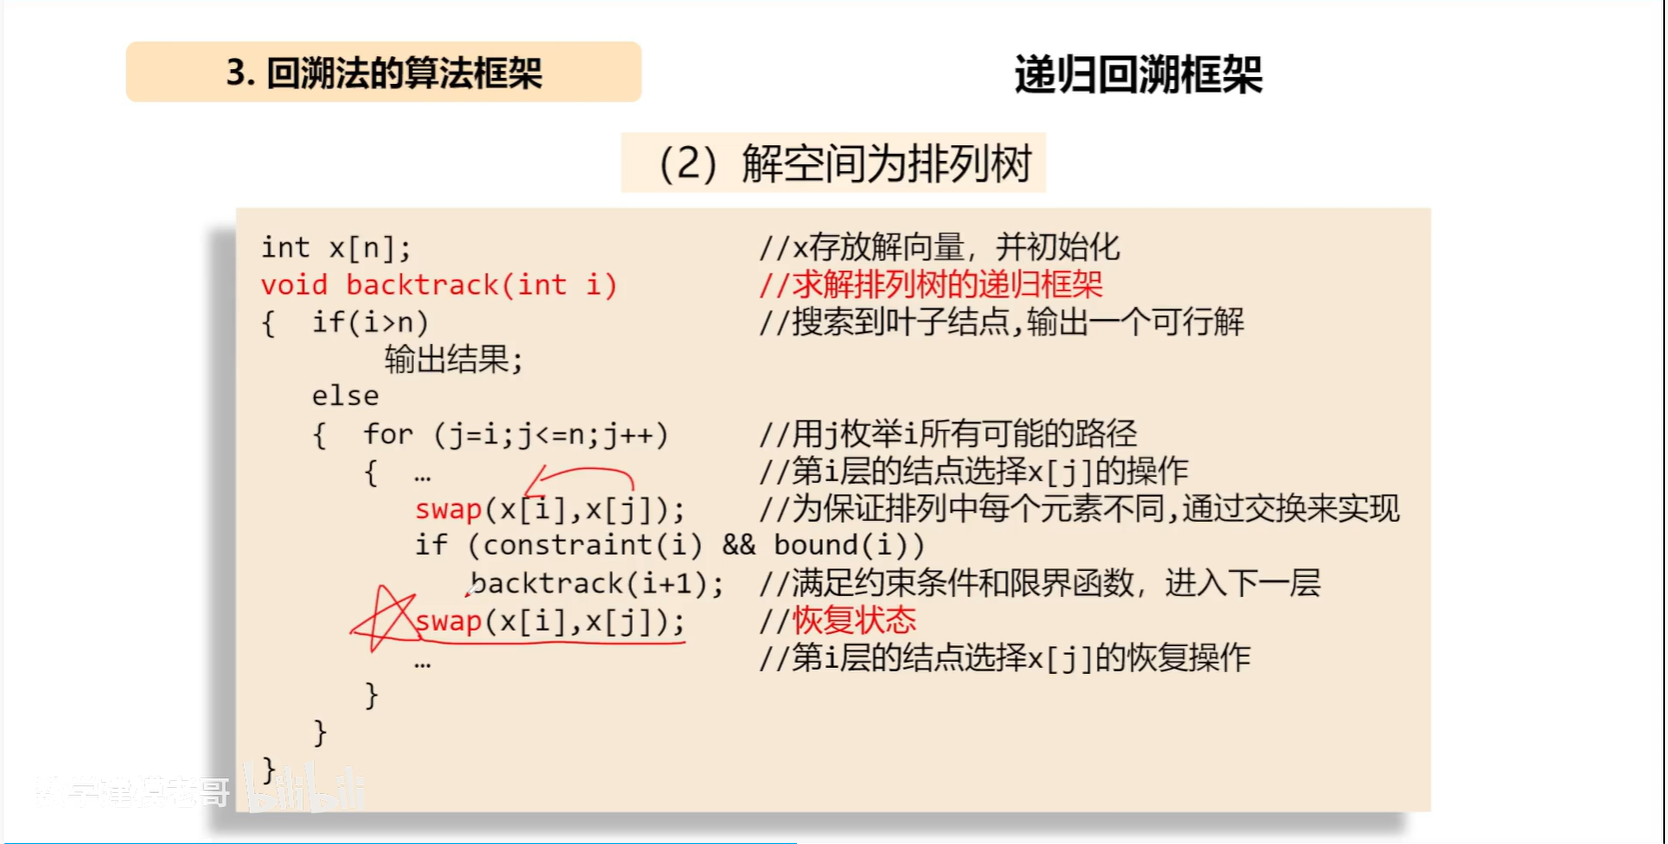 3. 回溯法的算法框架
递归回溯框架
（2）解空间为排列树
int x[n]; //x存放解向量，并初始化
void backtrack(int i) //求解排列树的递归框架
{ if(i>n) //搜索到叶子结点,输出一个可行解
输出结果;
else
{ for (j=i;j<=n;j++) //用j枚举i所有可能的路径
{ … //第i层的结点选择x[j]的操作
swap(x[i],x[j]); //为保证排列中每个元素不同,通过交换来实现
if (constraint(i) && bound(i))
backtrack(i+1); //满足约束条件和限界函数，进入下一层
swap(x[i],x[j]); //恢复状态
… //第i层的结点选择x[j]的恢复操作
}
}
}
数学建模老哥 bilibili